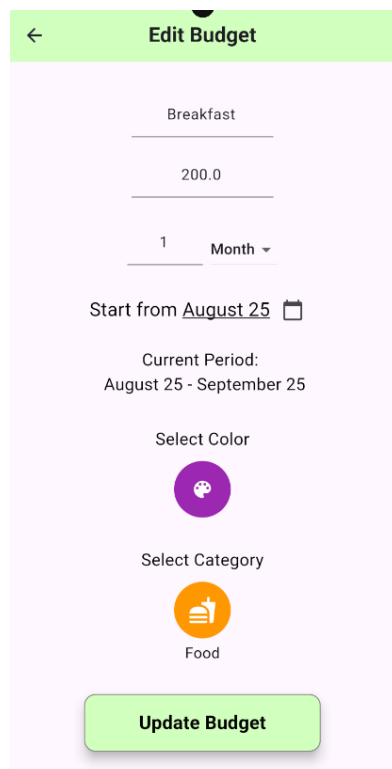 Edit Budget
Breakfast
200.0
1 Month
Start from August 25
Current Period:
August 25 - September 25
Select Color
Select Category
Food
Update Budget